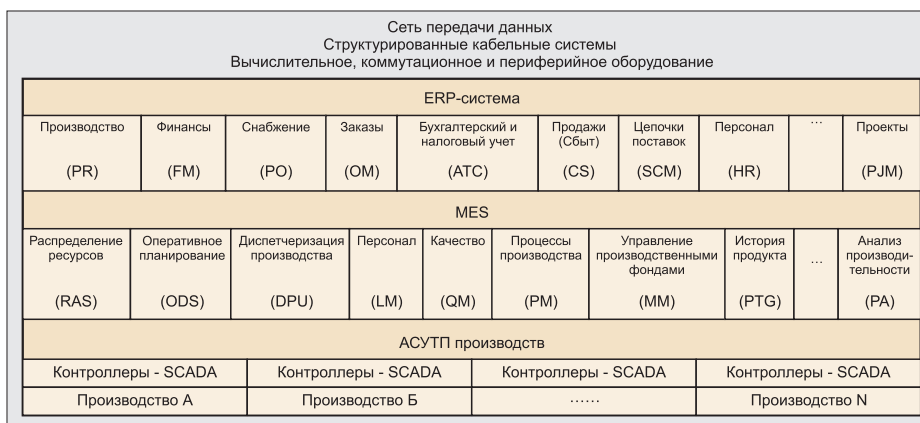 Сеть передачи данных
Структурированные кабельные системы
Вычислительное, коммутационное и периферийное оборудование
ERP-система
Производство
(PR)
Финансы
(FM)
Снабжение
(PO)
Заказы
(OM)
Бухгалтерский и
налоговый учет
(ATC)
Продажи
(Сбыт)
(CS)
Цепочки
поставок
(SCM)
Персонал
(HR)
...
Проекты
(PJM)
MES
Распределение
ресурсов
(RAS)
Оперативное
планирование
(ODS)
Диспетчеризация
производства
(DPU)
Персонал
(LM)
Качество
(QM)
Процессы
производства
(PM)
Управление
производственными
фондами
(MM)
История
продукта
(PTG)
...
Анализ
производи-
тельности
(PA)
АСУТП производств
Контроллеры - SCADA
Контроллеры - SCADA
Контроллеры - SCADA
Контроллеры - SCADA
Производство А
Производство Б
......
Производство N